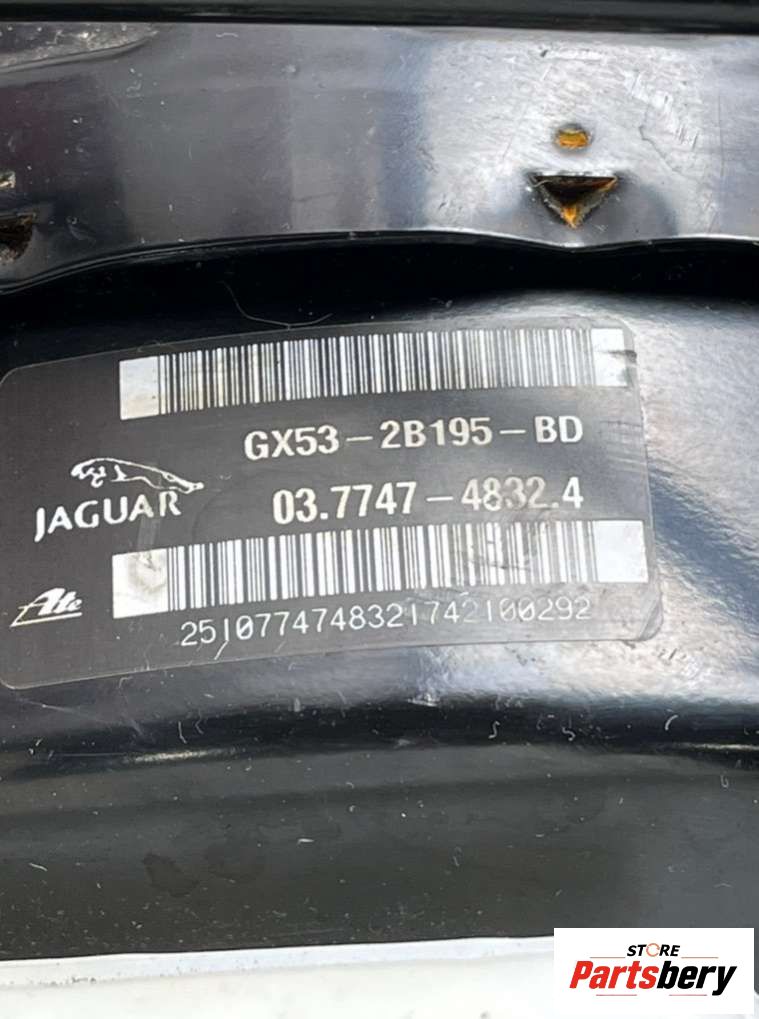 GX53-2B195-BD
JAGUAR
03.7747-4832.4
Ate
2510774748321742100292
STORE
Partsbery